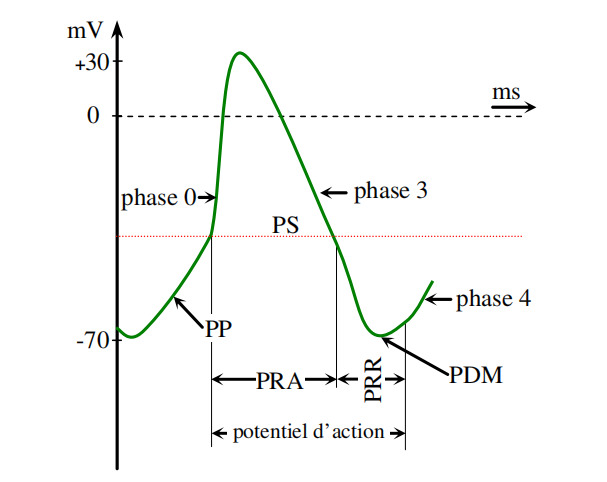 mV
+30
ms
0
phase 0
phase 3
PS
phase 4
PP
-70
PDM
PRA
PRR
potentiel d’action